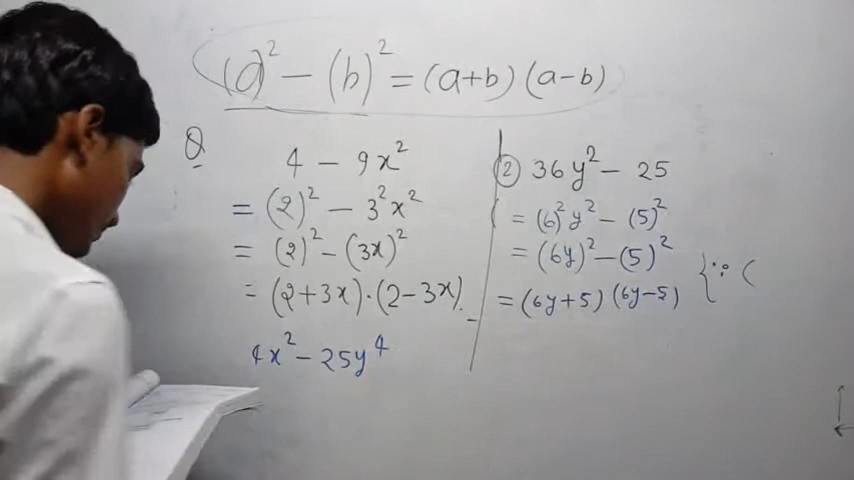 (a)² − (b)² = (a+b) (a−b)
Q
4 − 9x²
= (2)² − 3²x²
= (2)² − (3x)²
= (2+3x)·(2−3x).
4x² − 25y⁴
② 36y² − 25
= (6)²y² − (5)²
= (6y)² − (5)²
= (6y+5) (6y−5) {∵ (